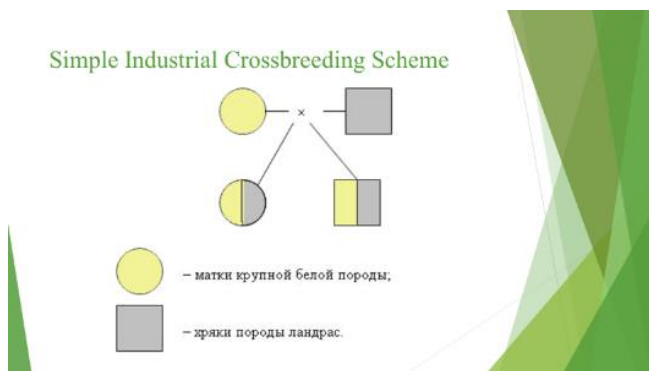 Simple Industrial Crossbreeding Scheme
×
– матки крупной белой породы;
– хряки породы ландрас.